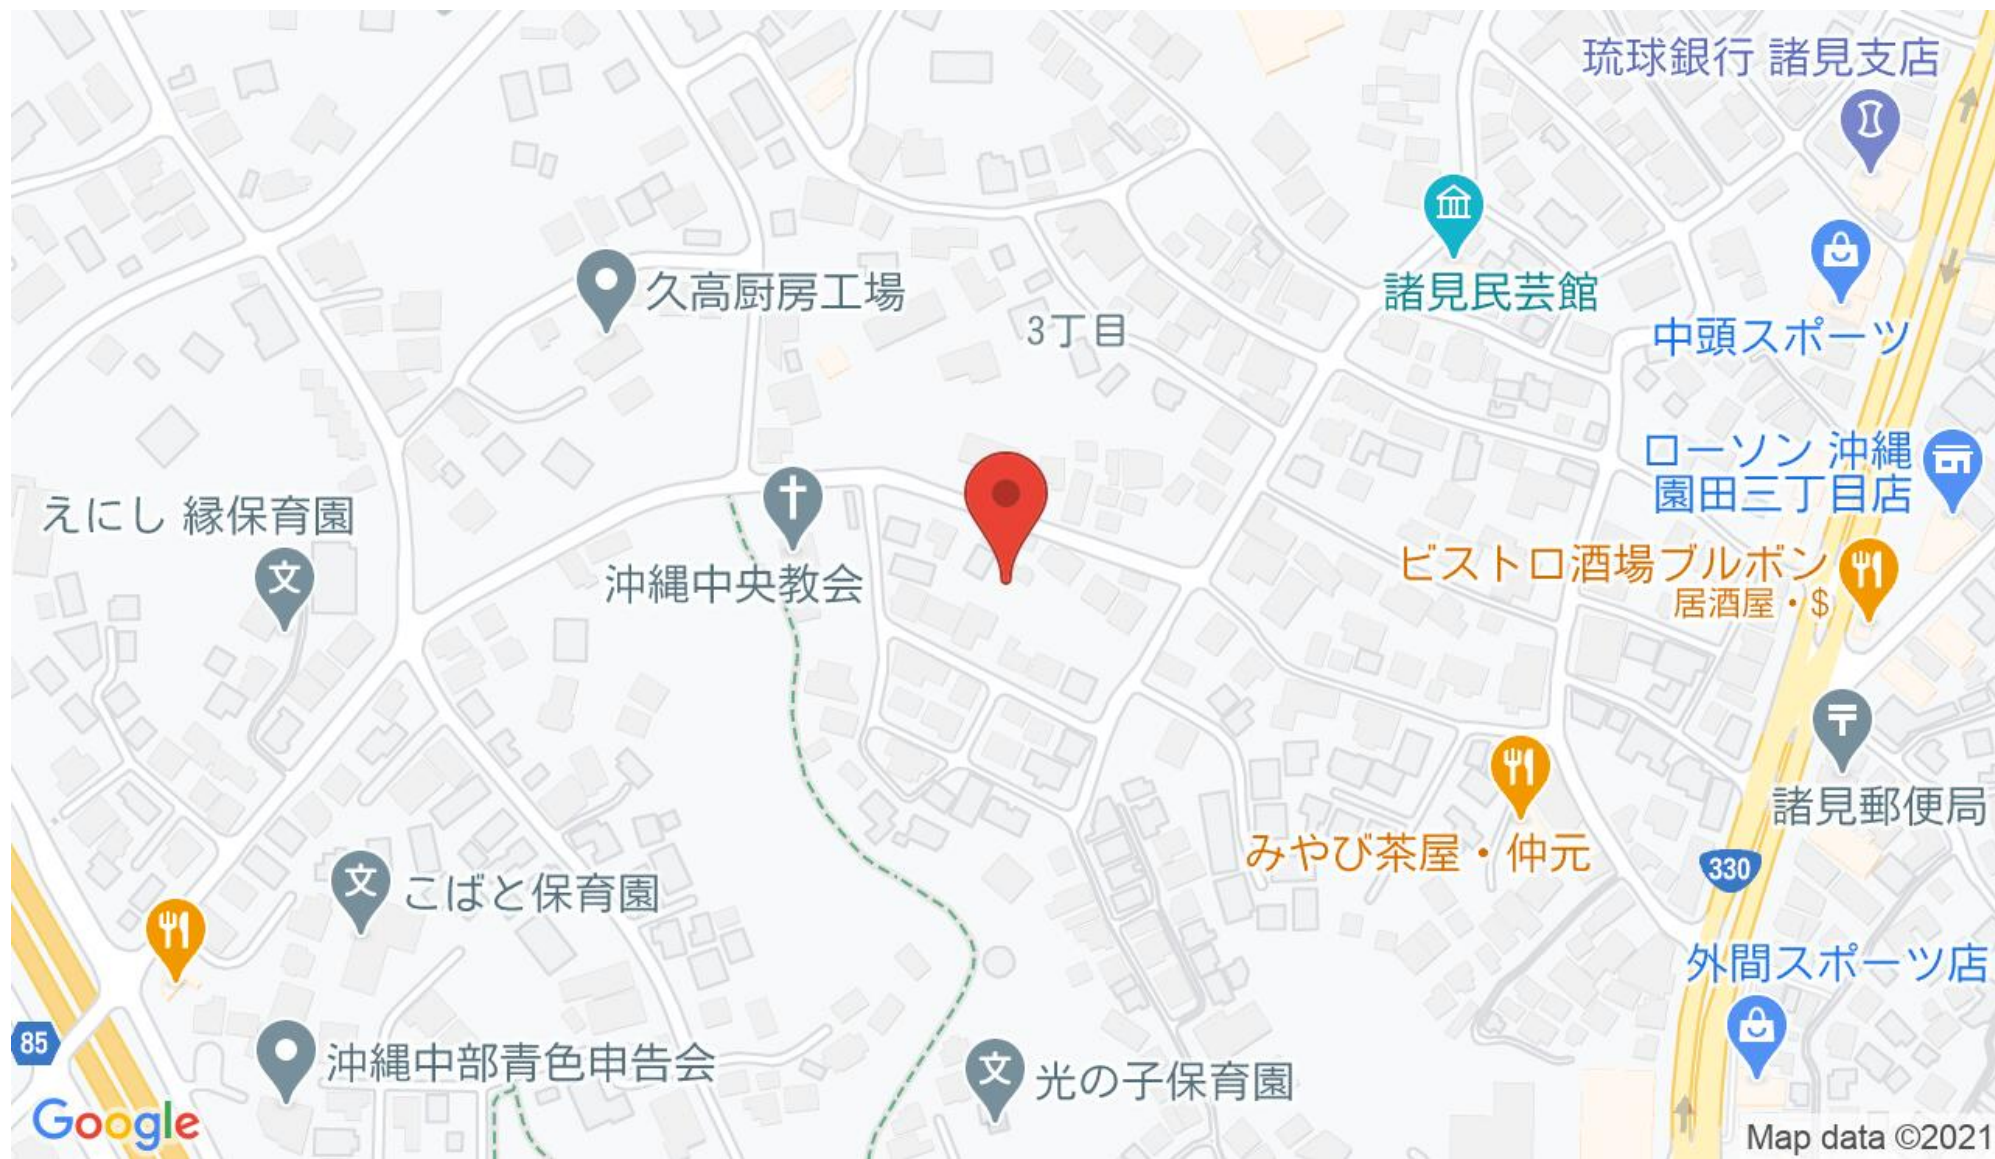 琉球銀行 諸見支店
久高厨房工場
諸見民芸館
3丁目
中頭スポーツ
ローソン 沖縄
園田三丁目店
えにし 縁保育園
文
沖縄中央教会
ビストロ酒場ブルボン
居酒屋・$
〒
諸見郵便局
みやび茶屋・仲元
330
文
こばと保育園
外間スポーツ店
85
沖縄中部青色申告会
文
光の子保育園
Google
Map data ©2021